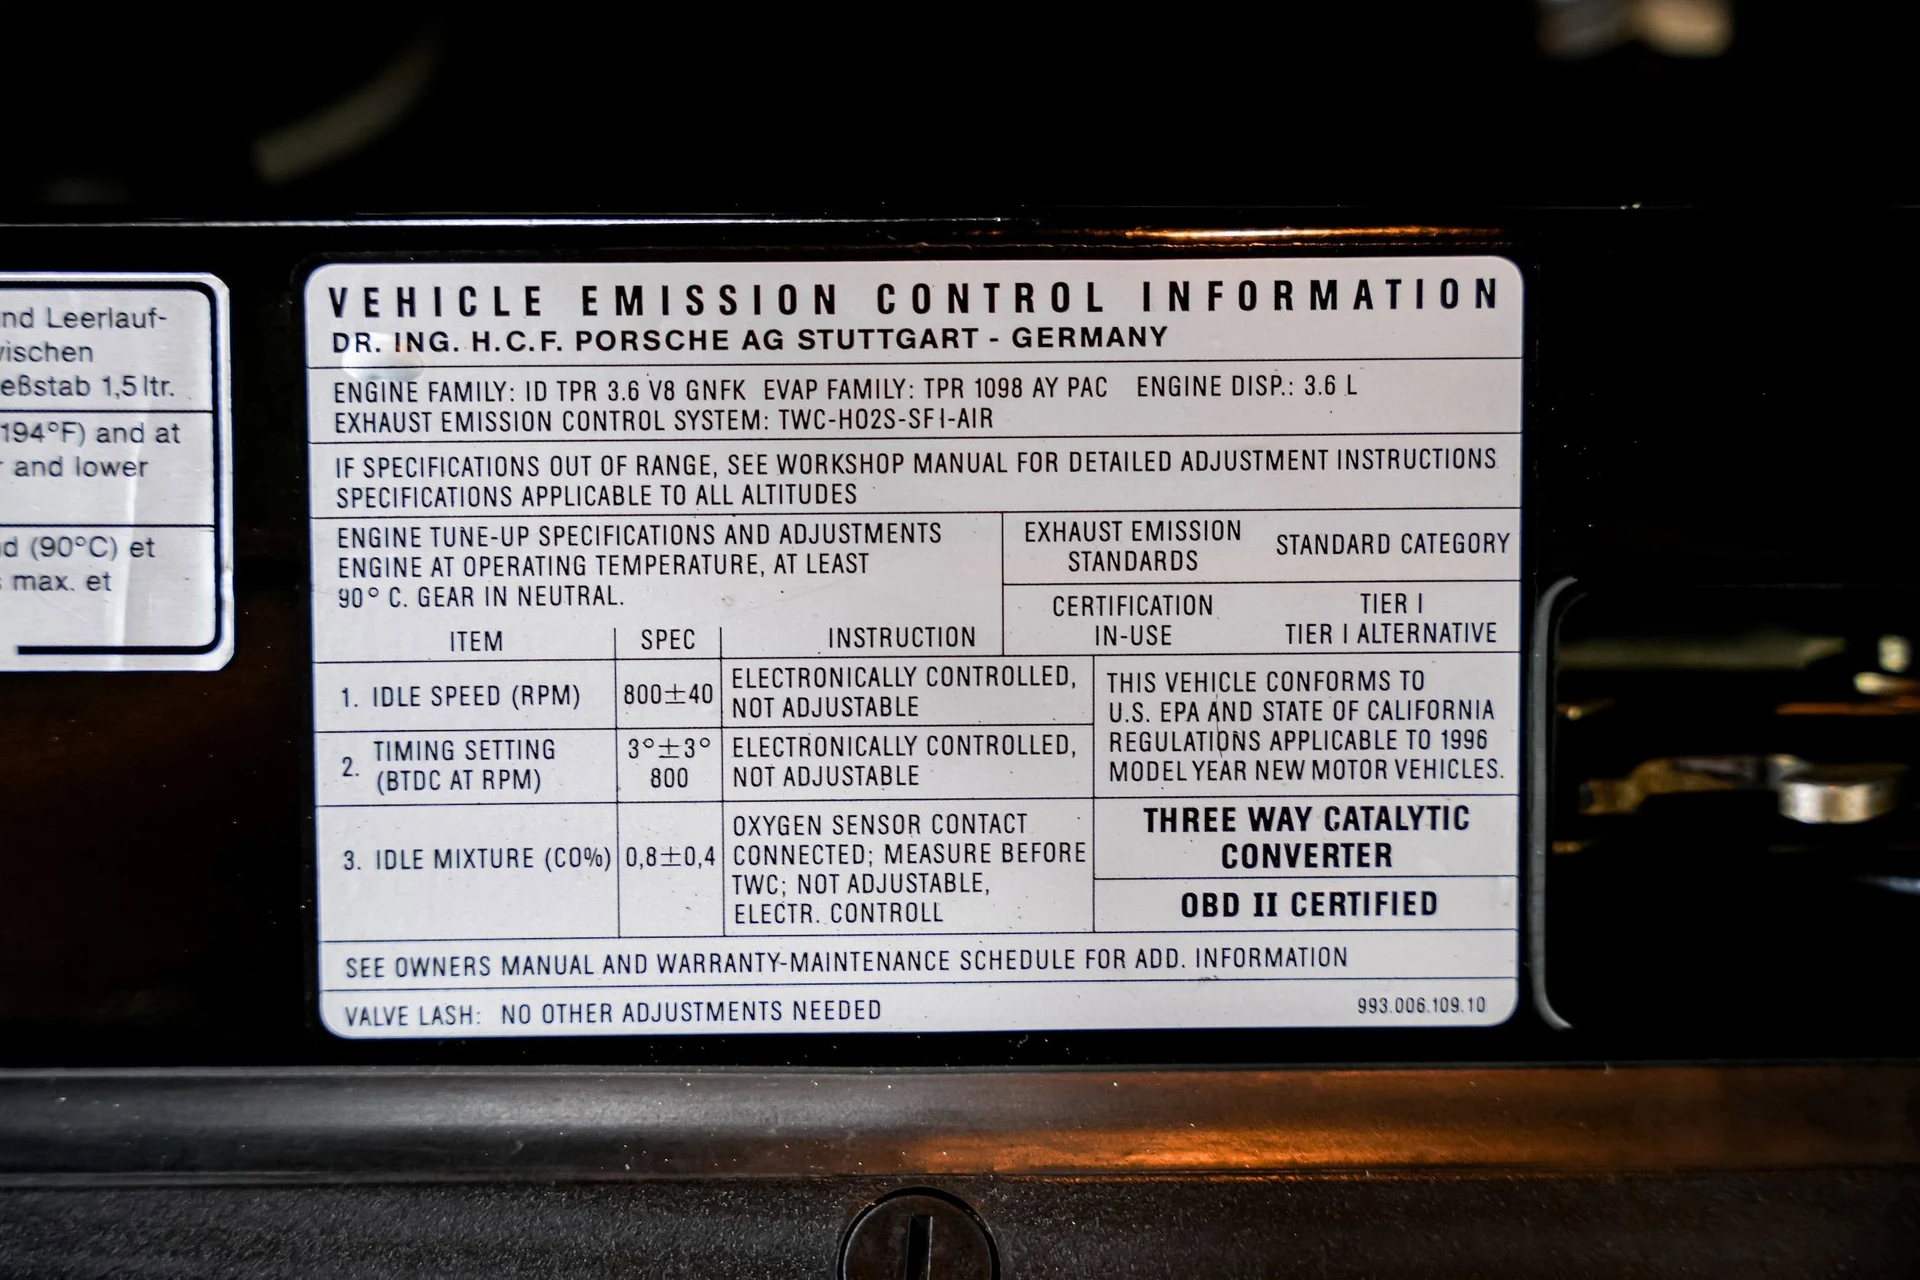 nd Leerlauf-
ischen
eßstab 1,5 ltr.
194°F) and at
and lower
d (90°C) et
max. et
VEHICLE EMISSION CONTROL INFORMATION
DR. ING. H.C.F. PORSCHE AG STUTTGART - GERMANY
ENGINE FAMILY: ID TPR 3.6 V8 GNFK EVAP FAMILY: TPR 1098 AY PAC ENGINE DISP.: 3.6 L
EXHAUST EMISSION CONTROL SYSTEM: TWC-HO2S-SFI-AIR
IF SPECIFICATIONS OUT OF RANGE, SEE WORKSHOP MANUAL FOR DETAILED ADJUSTMENT INSTRUCTIONS
SPECIFICATIONS APPLICABLE TO ALL ALTITUDES
ENGINE TUNE-UP SPECIFICATIONS AND ADJUSTMENTS
ENGINE AT OPERATING TEMPERATURE, AT LEAST
90° C. GEAR IN NEUTRAL.
EXHAUST EMISSION
STANDARDS
STANDARD CATEGORY
CERTIFICATION
IN-USE
TIER I
TIER I ALTERNATIVE
ITEM SPEC INSTRUCTION
1. IDLE SPEED (RPM) 800±40
ELECTRONICALLY CONTROLLED,
NOT ADJUSTABLE
2. TIMING SETTING
(BTDC AT RPM)
3°±3°
800
ELECTRONICALLY CONTROLLED,
NOT ADJUSTABLE
3. IDLE MIXTURE (CO%) 0,8±0,4
OXYGEN SENSOR CONTACT
CONNECTED; MEASURE BEFORE
TWC; NOT ADJUSTABLE,
ELECTR. CONTROLL
THIS VEHICLE CONFORMS TO
U.S. EPA AND STATE OF CALIFORNIA
REGULATIONS APPLICABLE TO 1996
MODEL YEAR NEW MOTOR VEHICLES.
THREE WAY CATALYTIC
CONVERTER
OBD II CERTIFIED
SEE OWNERS MANUAL AND WARRANTY-MAINTENANCE SCHEDULE FOR ADD. INFORMATION
VALVE LASH: NO OTHER ADJUSTMENTS NEEDED
993.006.109.10